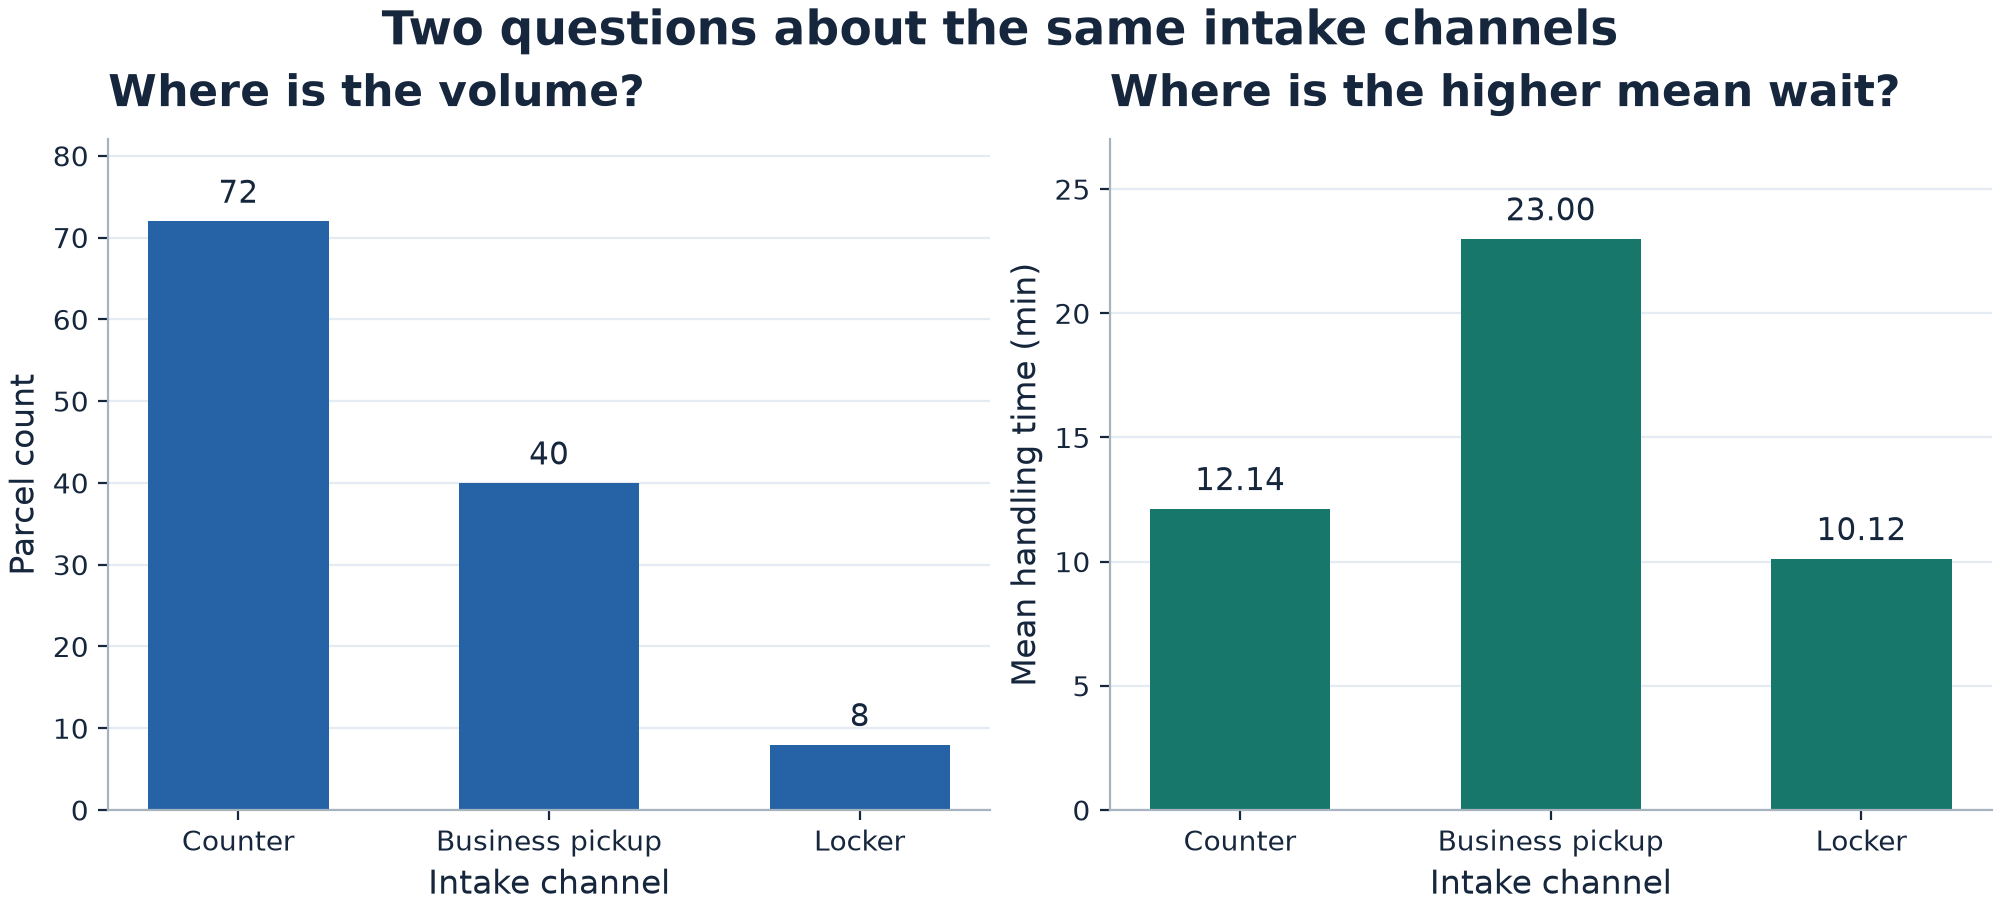 Two questions about the same intake channels
Where is the volume?
Parcel count
80
70
60
50
40
30
20
10
0
72
40
8
Counter
Business pickup
Locker
Intake channel
Where is the higher mean wait?
Mean handling time (min)
25
20
15
10
5
0
12.14
23.00
10.12
Counter
Business pickup
Locker
Intake channel